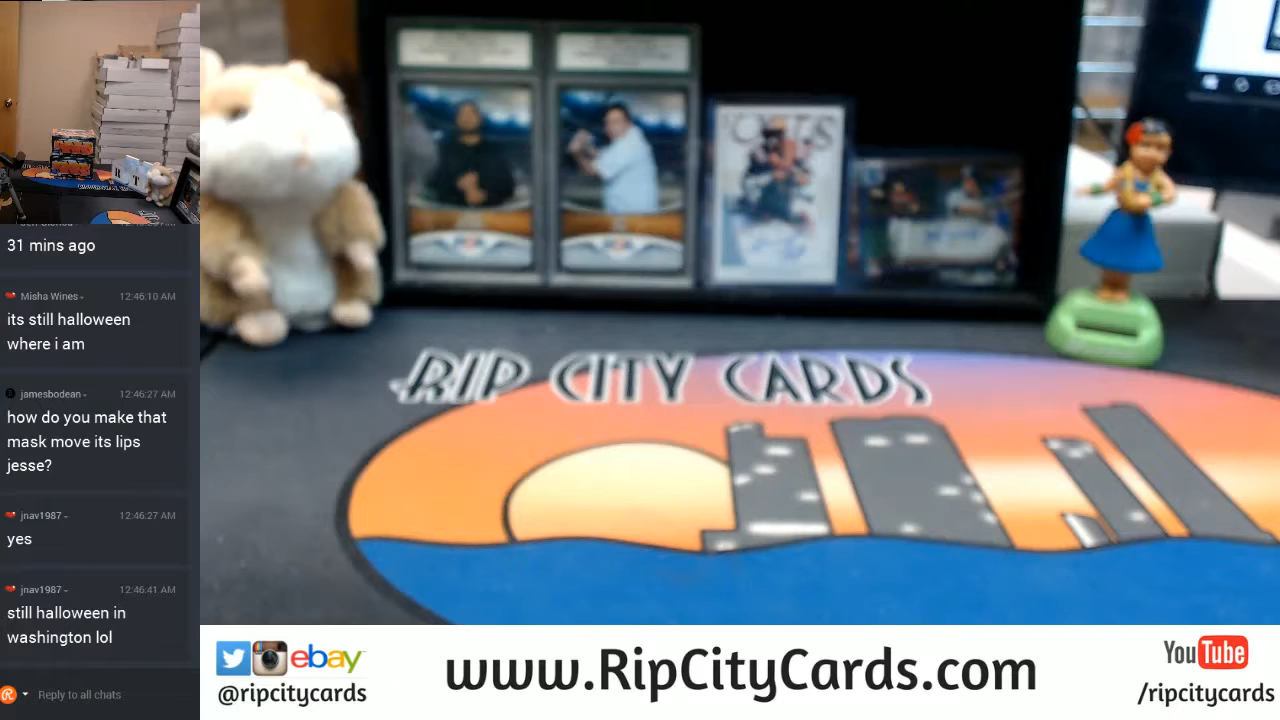 31 mins ago
Misha Wines 12:46:10 AM
its still halloween
where i am
jamesbodean 12:46:27 AM
how do you make that
mask move its lips
jesse?
jnav1987 12:46:27 AM
yes
jnav1987 12:46:41 AM
still halloween in
washington lol
Reply to all chats
RIP CITY CARDS
ebay
@ripcitycards
www.RipCityCards.com
YouTube
/ripcitycards